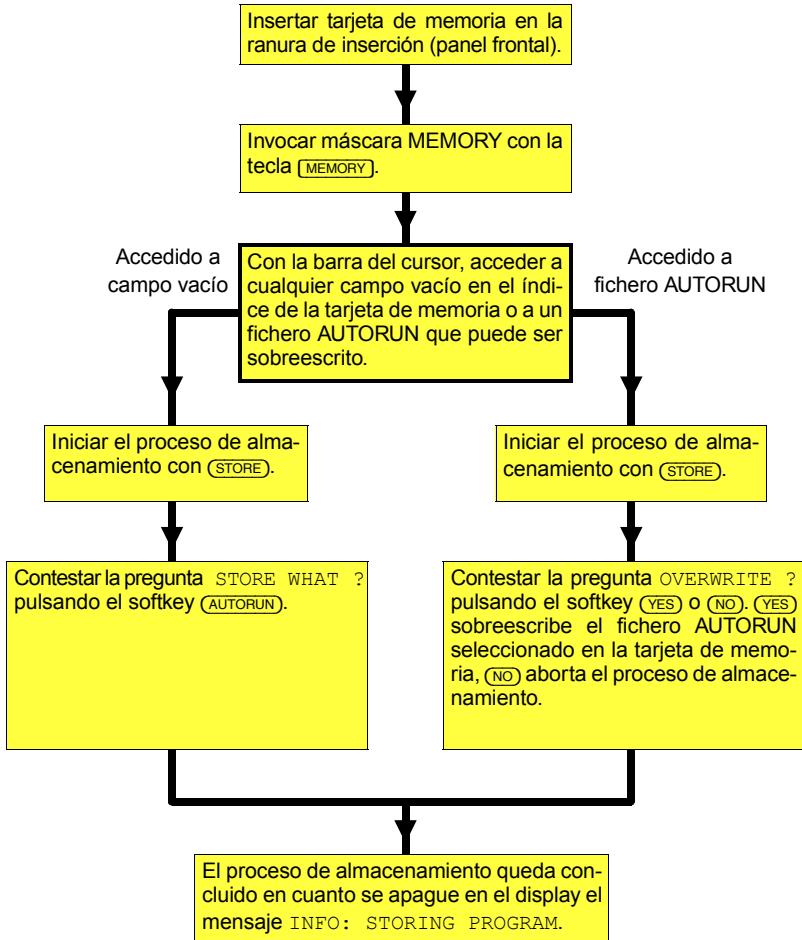 Insertar tarjeta de memoria en la
ranura de inserción (panel frontal).
Invocar máscara MEMORY con la
tecla MEMORY.
Accedido a
campo vacío
Con la barra del cursor, acceder a
cualquier campo vacío en el índi-
ce de la tarjeta de memoria o a un
fichero AUTORUN que puede ser
sobreescrito.
Accedido a
fichero AUTORUN
Iniciar el proceso de alma-
cenamiento con STORE.
Iniciar el proceso de alma-
cenamiento con STORE.
Contestar la pregunta STORE WHAT ?
pulsando el softkey AUTORUN.
Contestar la pregunta OVERWRITE ?
pulsando el softkey YES o NO. YES
sobreescribe el fichero AUTORUN
seleccionado en la tarjeta de memo-
ria, NO aborta el proceso de almace-
namiento.
El proceso de almacenamiento queda con-
cluido en cuanto se apague en el display el
mensaje INFO: STORING PROGRAM.